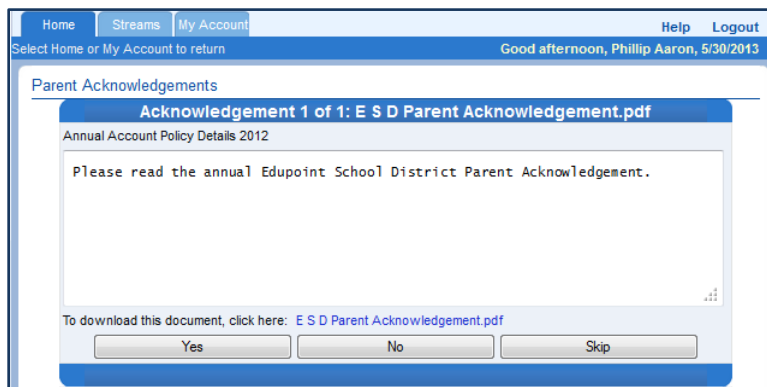 Home Streams My Account Help Logout
Select Home or My Account to return Good afternoon, Phillip Aaron, 5/30/2013
Parent Acknowledgements
Acknowledgement 1 of 1: E S D Parent Acknowledgement.pdf
Annual Account Policy Details 2012
Please read the annual Edupoint School District Parent Acknowledgement.
To download this document, click here: E S D Parent Acknowledgement.pdf
Yes No Skip